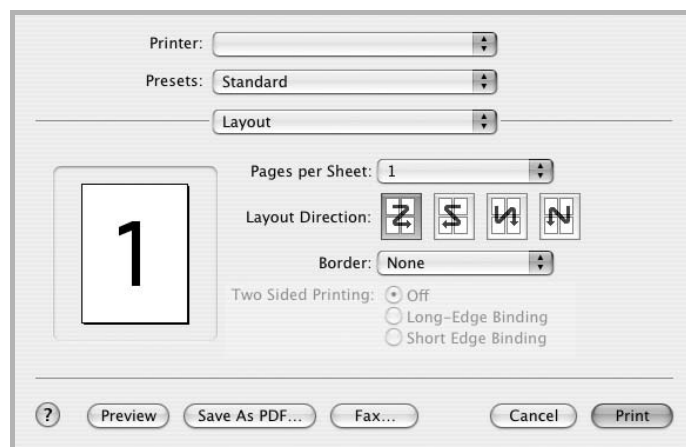 Printer:
Presets: Standard
Layout
Pages per Sheet: 1
Layout Direction:
Border: None
Two Sided Printing: Off
Long-Edge Binding
Short Edge Binding
1
? Preview Save As PDF... Fax... Cancel Print